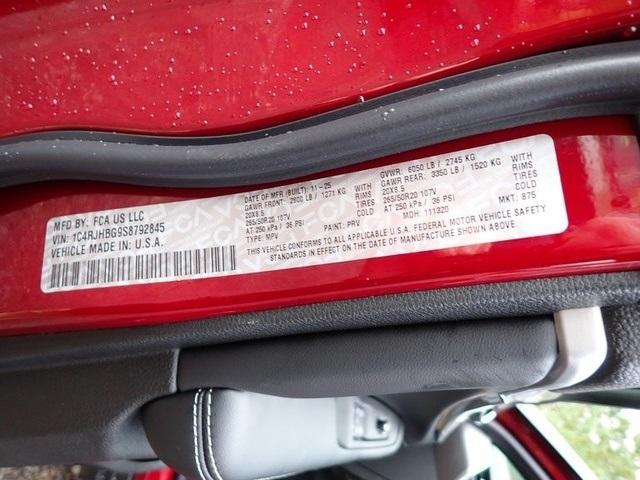 MFD BY: FCA US LLC
VIN: 1C4RJHBG9S8792845
VEHICLE MADE IN U.S.A.
DATE OF MFR (BUILT): 11-25
GAWR FRONT: 2800 LB / 1271 KG WITH
20X8.5 RIMS
265/50R20 107V
AT 250 kPa / 36 PSI
TYPE: MPV PAINT: PRV
GVWR: 6050 LB / 2745 KG
GAWR REAR: 3350 LB / 1520 KG WITH
20X8.5 RIMS
265/50R20 107V
AT 250 kPa / 36 PSI
MDH: 111320 MKT: 875
THIS VEHICLE CONFORMS TO ALL APPLICABLE U.S.A. FEDERAL MOTOR VEHICLE SAFETY
STANDARDS IN EFFECT ON THE DATE OF MANUFACTURE SHOWN ABOVE.